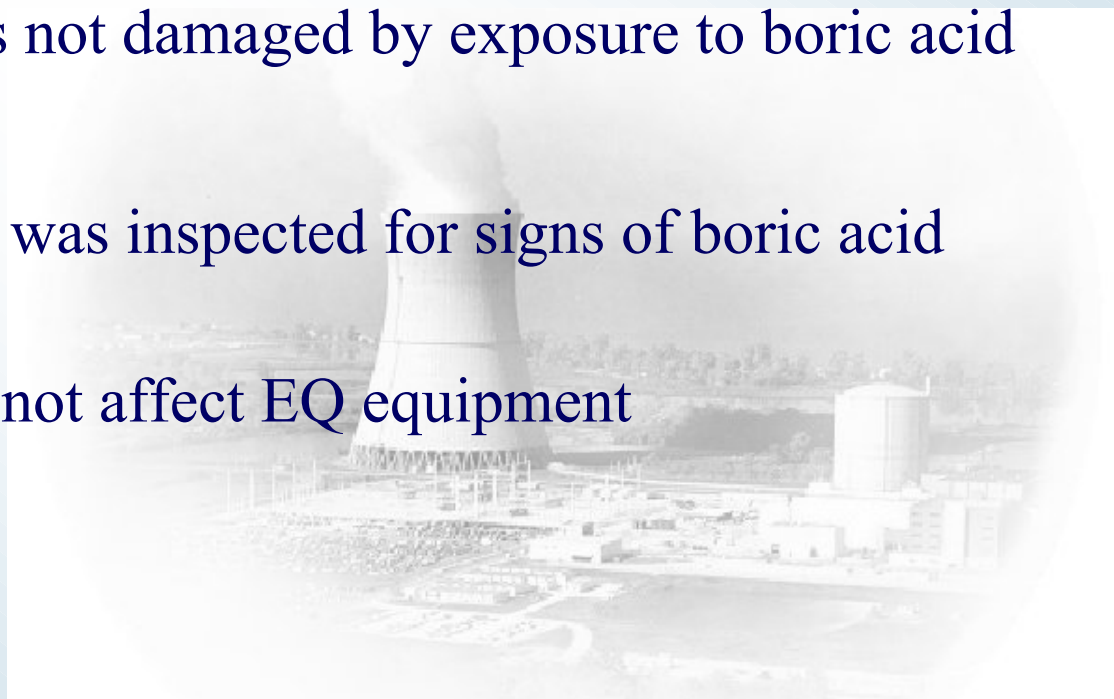 not damaged by exposure to boric acid
was inspected for signs of boric acid
not affect EQ equipment